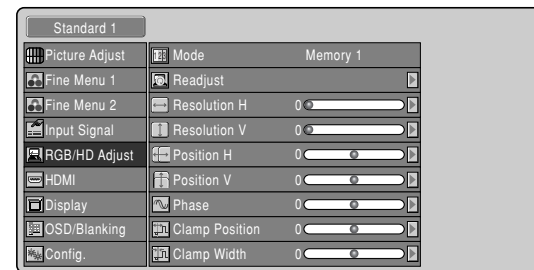 Standard 1
Picture Adjust
Mode Memory 1
Fine Menu 1
Readjust
Fine Menu 2
Resolution H 0
Input Signal
Resolution V 0
RGB/HD Adjust
Position H 0
HDMI
Position V 0
Display
Phase 0
OSD/Blanking
Clamp Position 0
Config.
Clamp Width 0